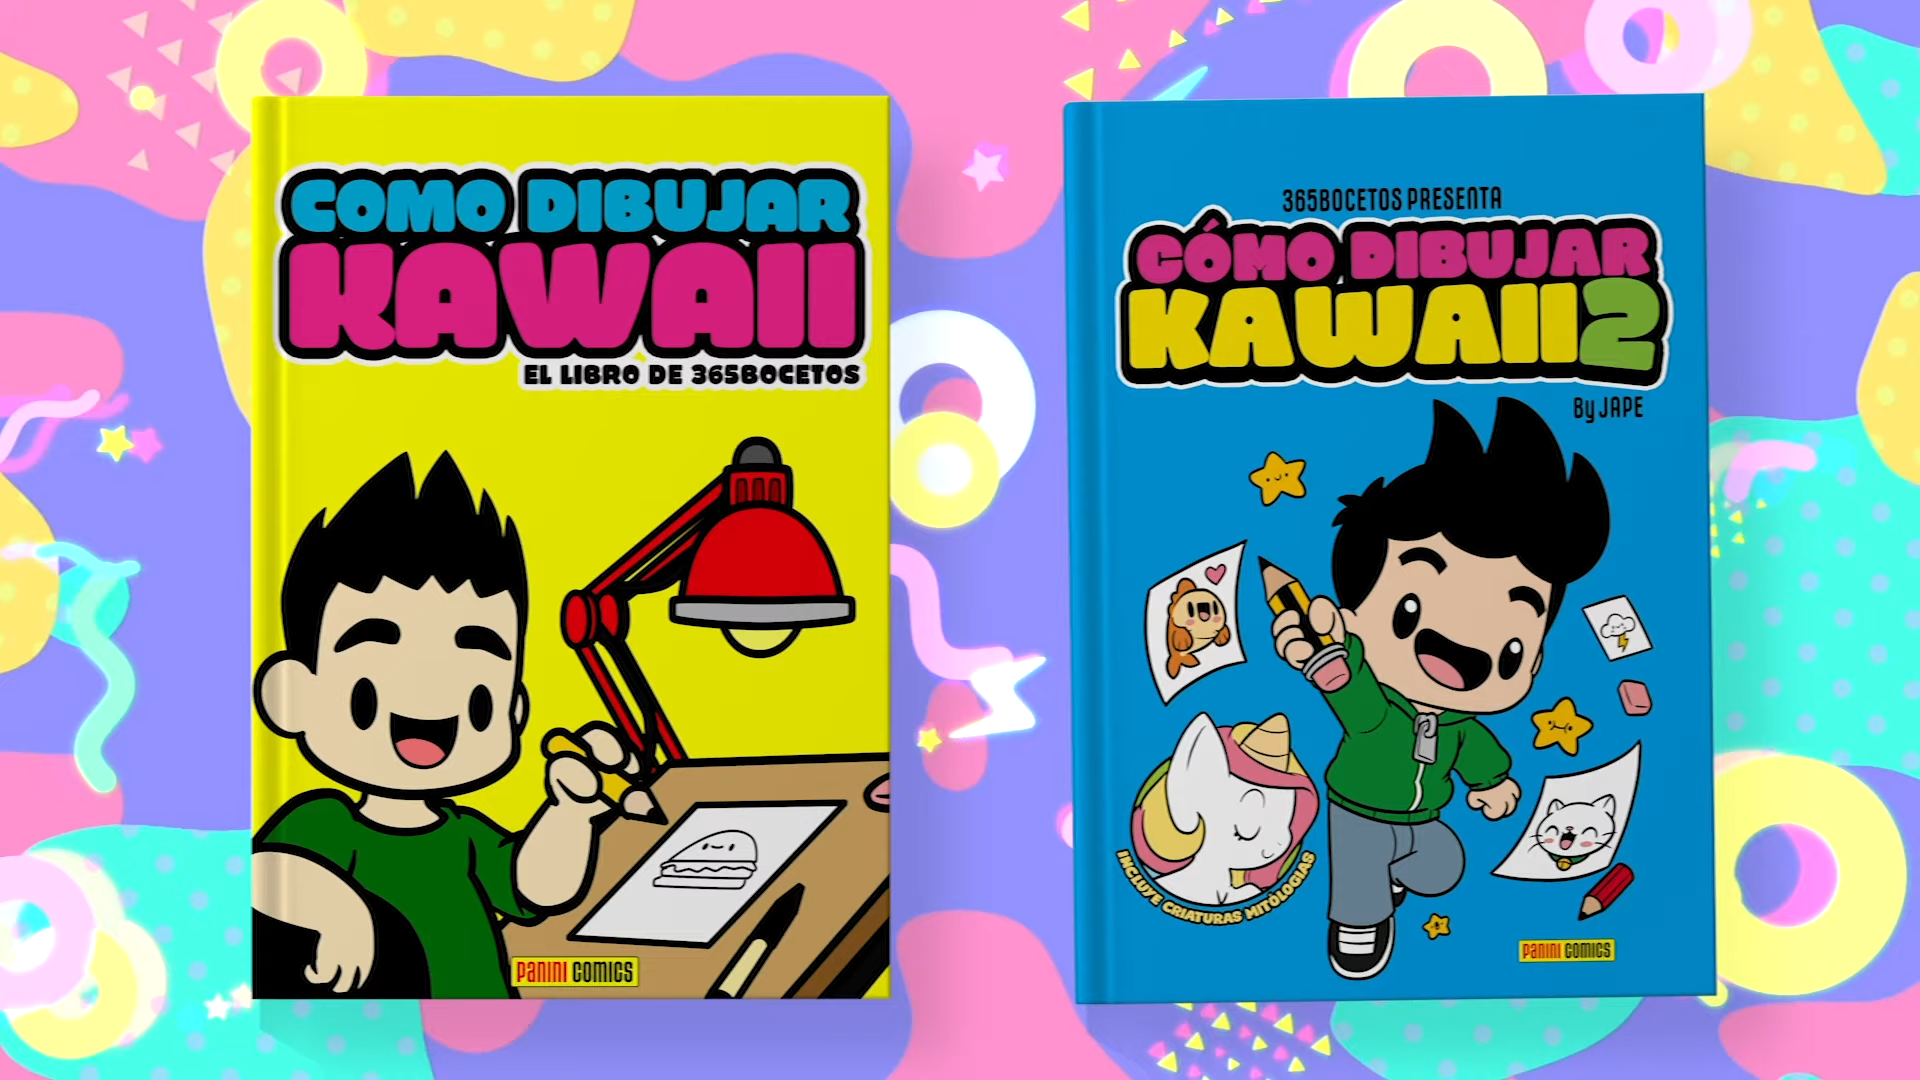 COMO DIBUJAR
KAWAII
EL LIBRO DE 365BOCETOS
PANINI COMICS
365BOCETOS PRESENTA
CÓMO DIBUJAR
KAWAII2
By JAPE
INCLUYE CRIATURAS MITÒLOGIAS
PANINI COMICS